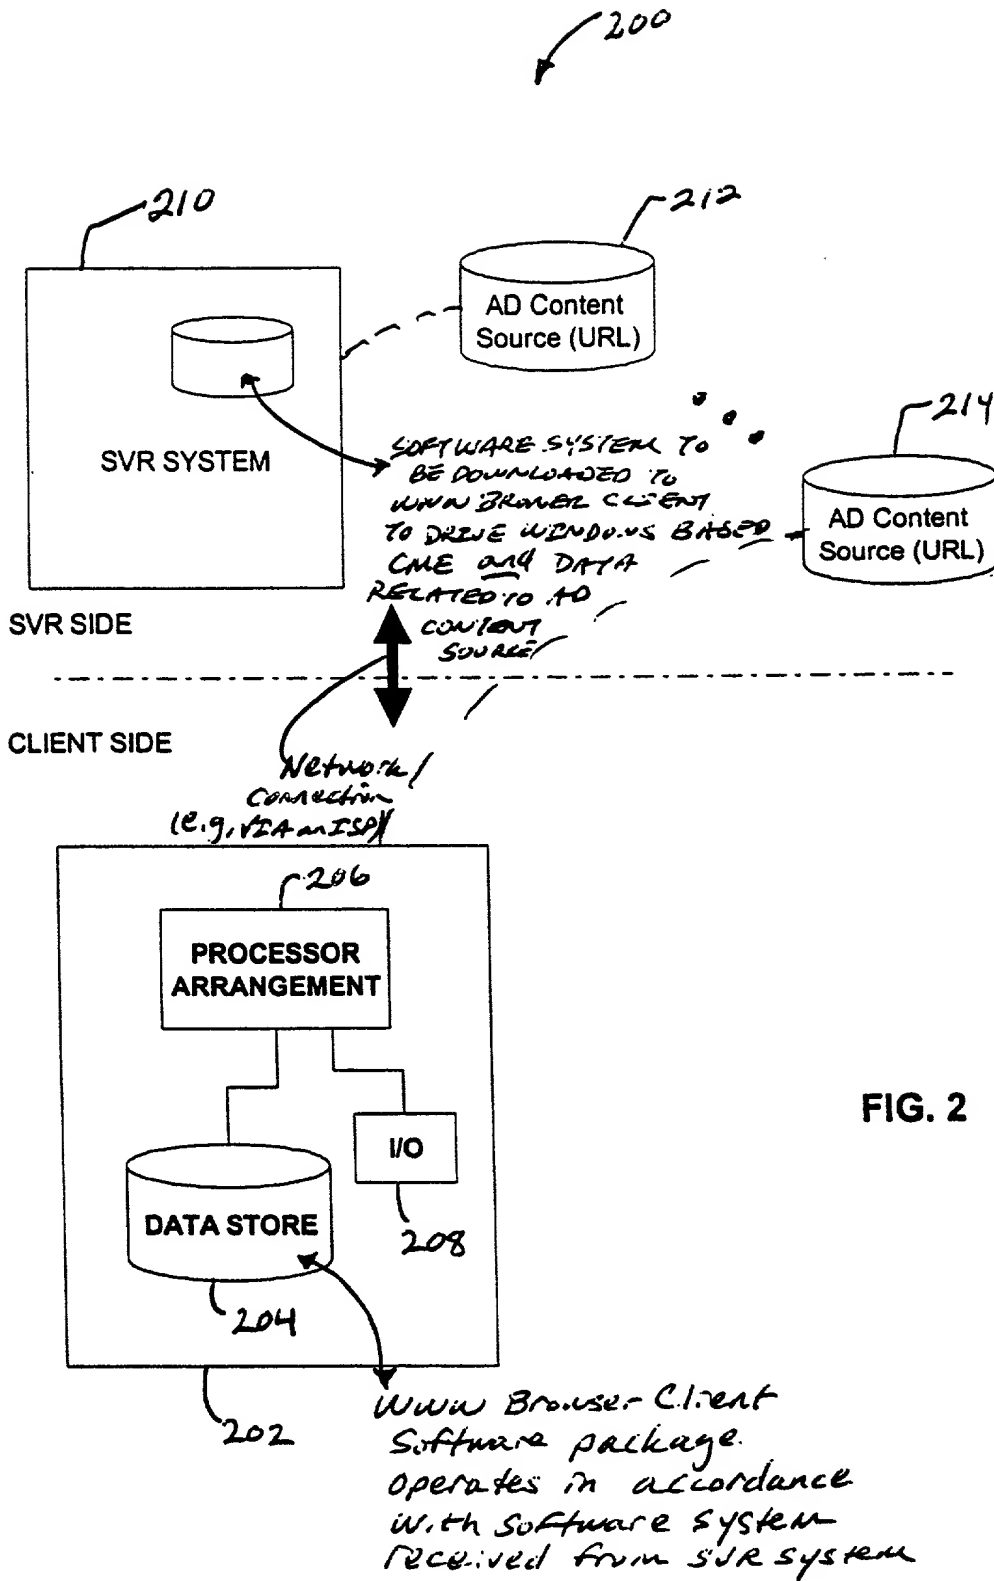 200
210
212
AD Content
Source (URL)
214
AD Content
Source (URL)
SVR SYSTEM
SOFTWARE SYSTEM TO
BE DOWNLOADED TO
WWW BROWER CLIENT
TO DRIVE WINDOWS BASED
and DATA
RELATED TO AD
CONTENT
SOURCE
SVR SIDE
CLIENT SIDE
Network/
Connection
(e.g, VIA an ISP)
206
PROCESSOR
ARRANGEMENT
I/O
208
DATA STORE
204
202
FIG. 2
WWW Browser Client
Software package.
operates in accordance
with software system
received from SVR system